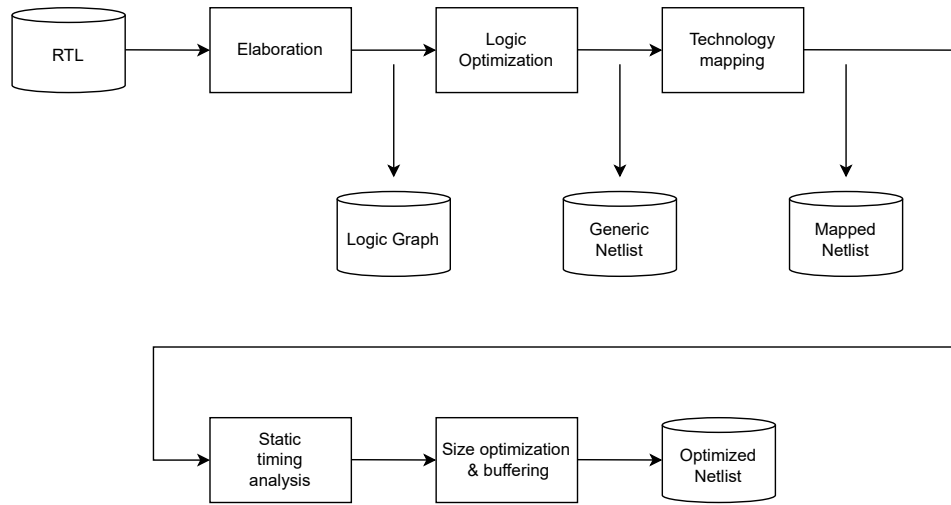 RTL
Elaboration
Logic
Optimization
Technology
mapping
Logic Graph
Generic
Netlist
Mapped
Netlist
Static
timing
analysis
Size optimization
& buffering
Optimized
Netlist